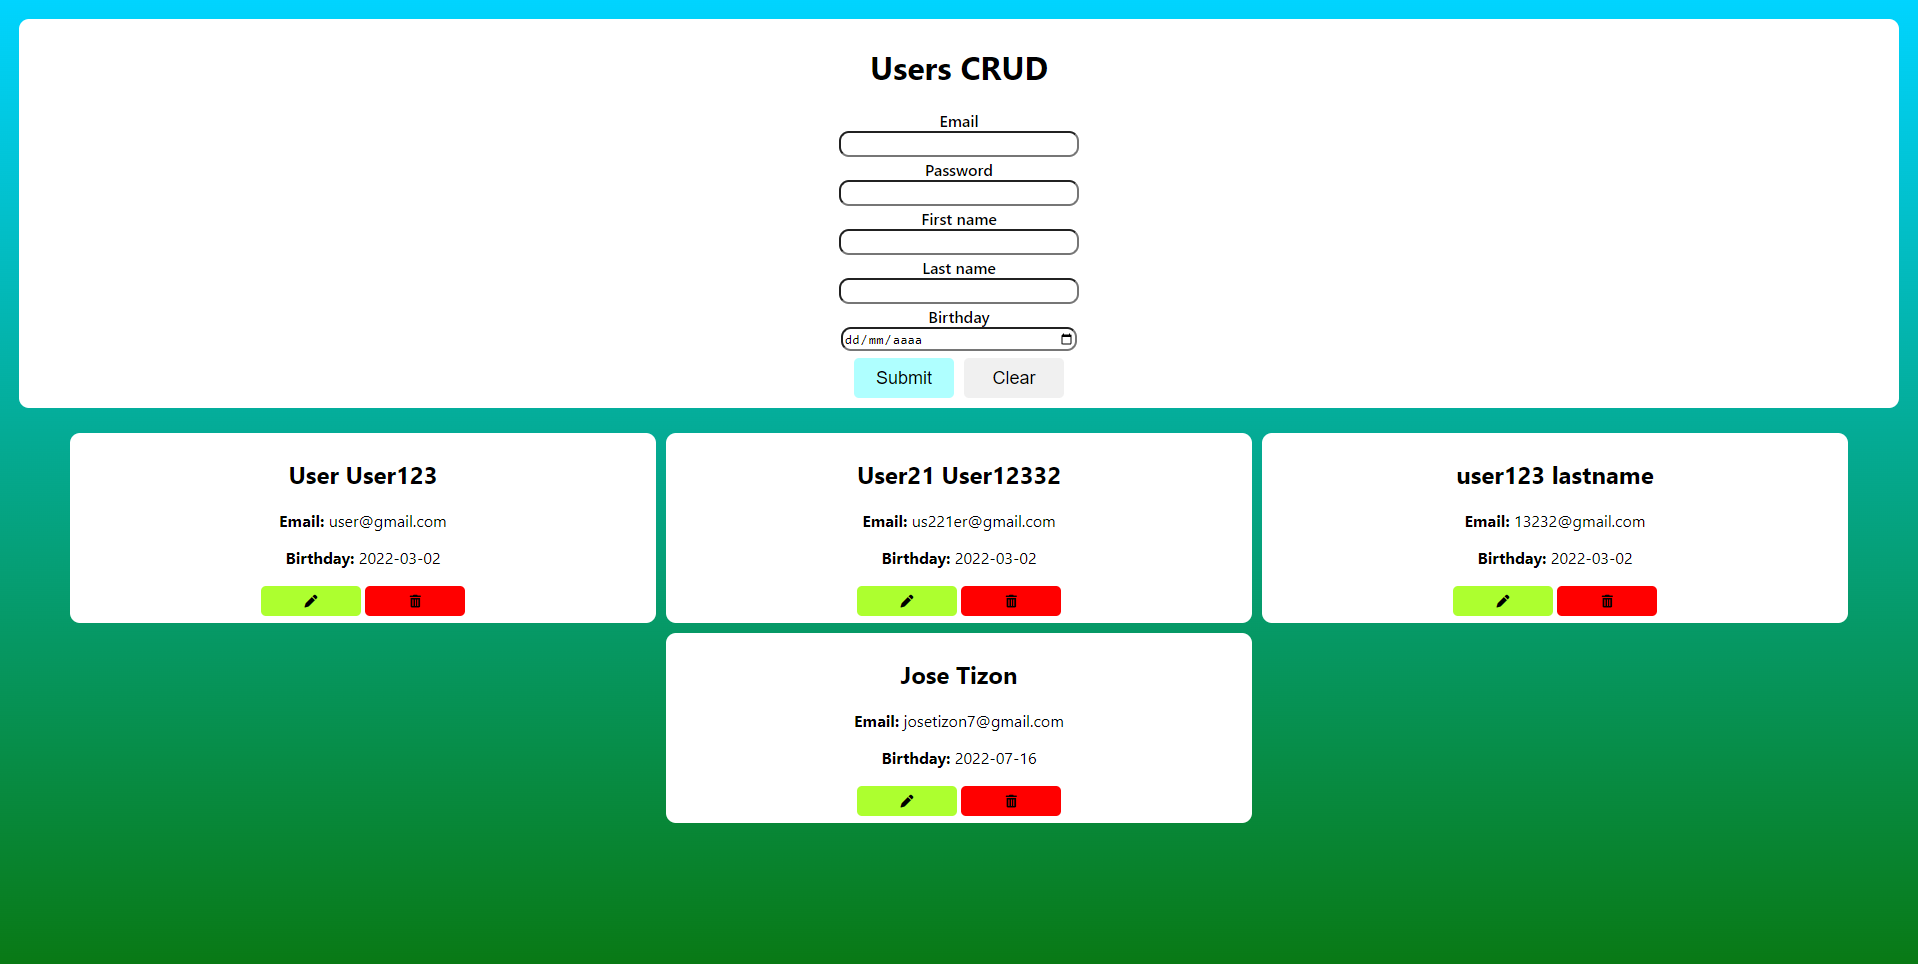 Users CRUD
Email
Password
First name
Last name
Birthday
dd/mm/aaaa
Submit Clear
User User123
Email: user@gmail.com
Birthday: 2022-03-02
User21 User12332
Email: us221er@gmail.com
Birthday: 2022-03-02
user123 lastname
Email: 13232@gmail.com
Birthday: 2022-03-02
Jose Tizon
Email: josetizon7@gmail.com
Birthday: 2022-07-16